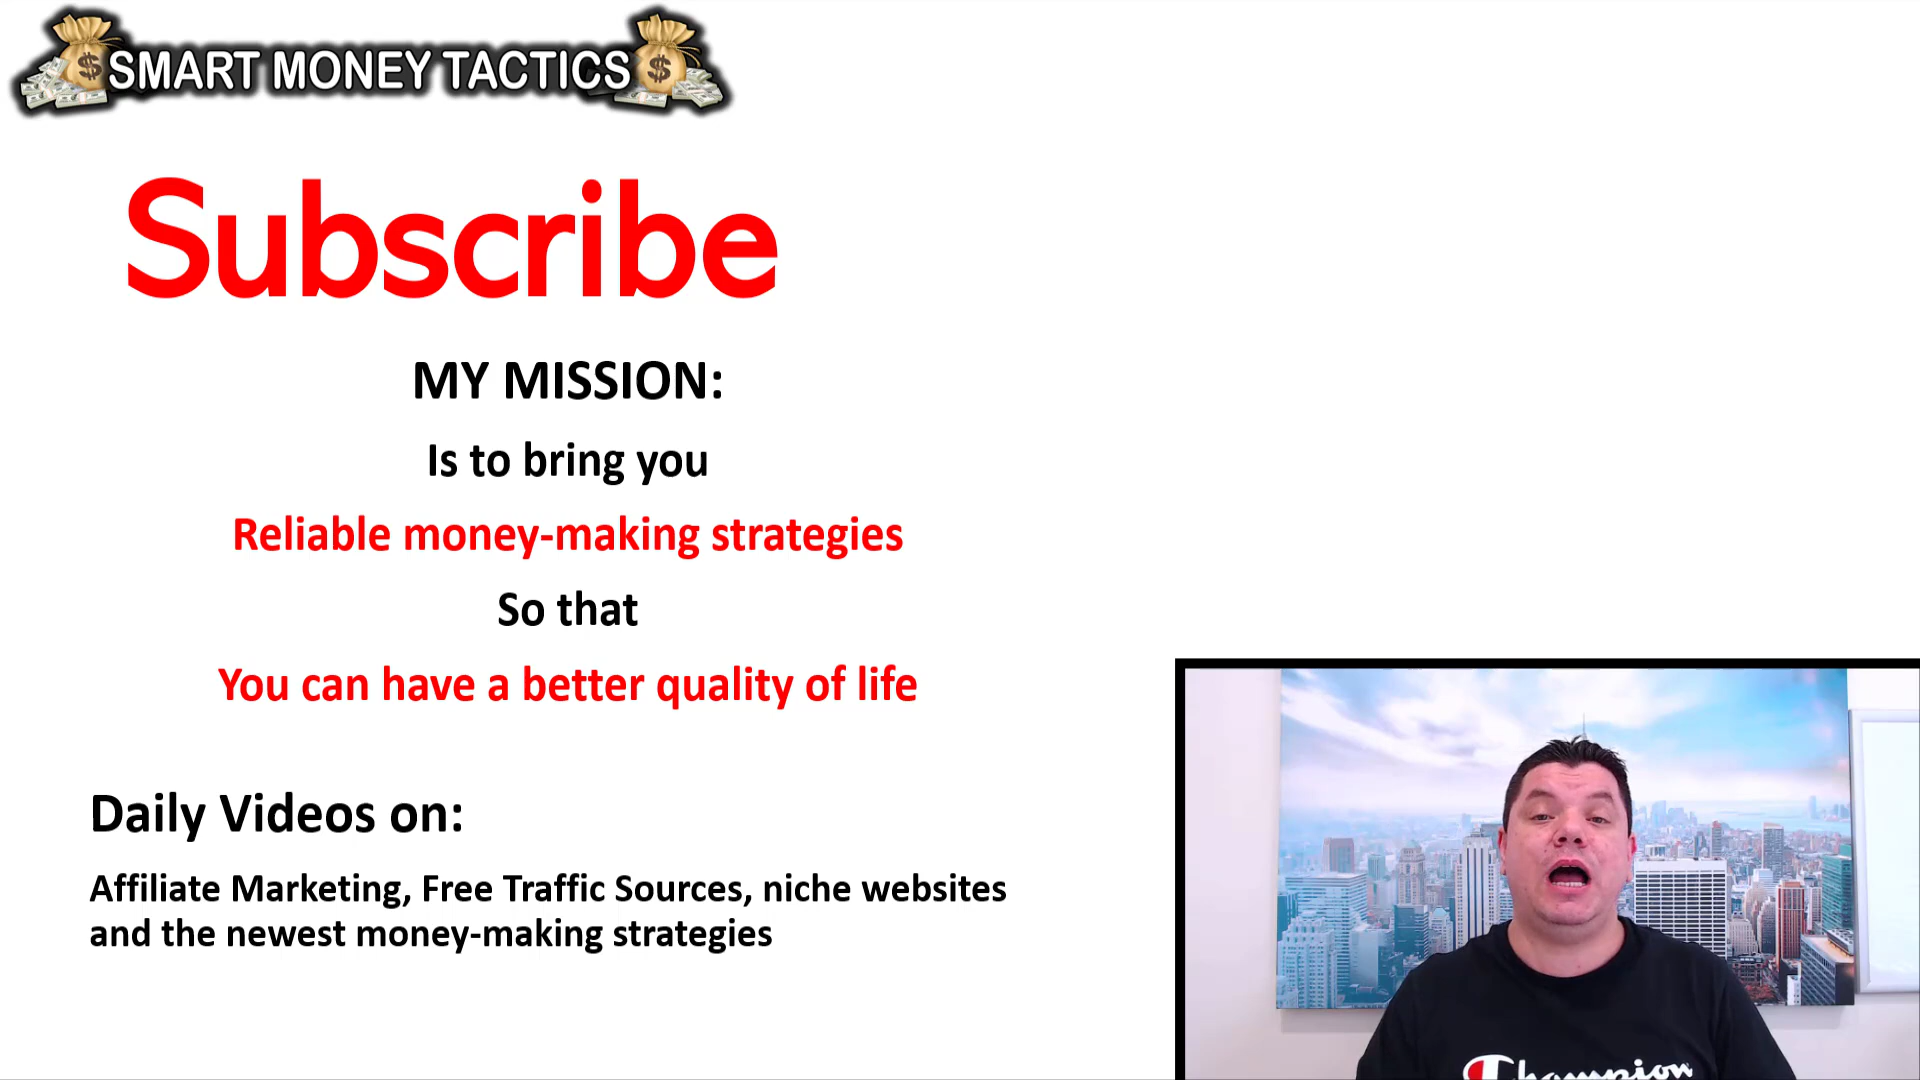 SMART MONEY TACTICS
Subscribe
MY MISSION:
Is to bring you
Reliable money-making strategies
So that
You can have a better quality of life
Daily Videos on:
Affiliate Marketing, Free Traffic Sources, niche websites
and the newest money-making strategies
Champion